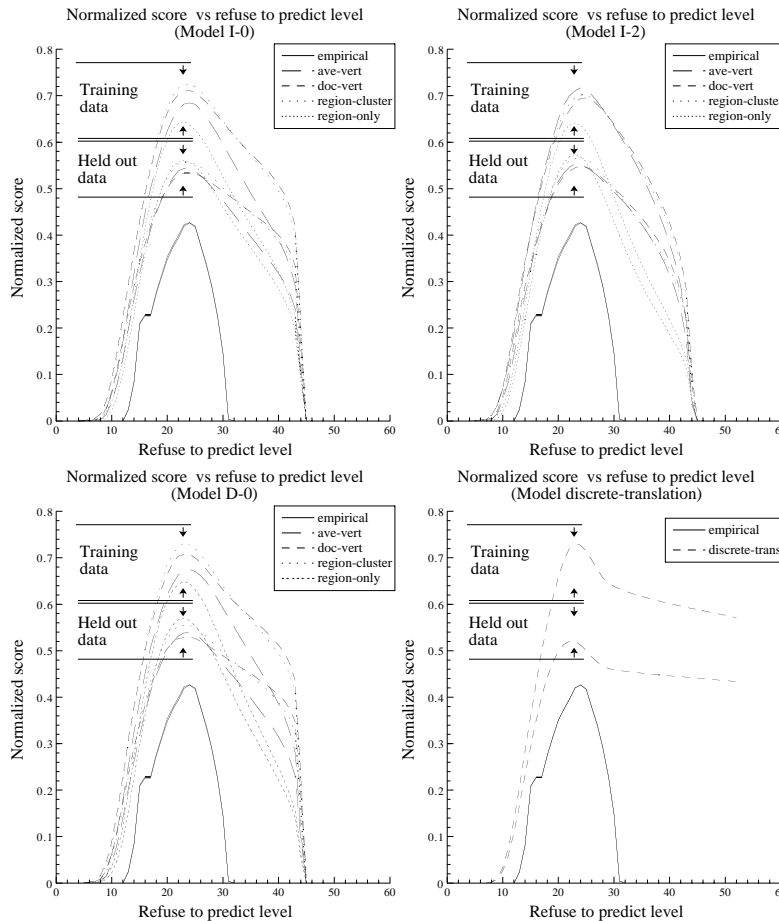 Normalized score vs refuse to predict level
(Model I-0)
0.8
0.7
0.6
0.5
0.4
0.3
0.2
0.1
0
Normalized score
Training
data
Held out
data
empirical
ave-vert
doc-vert
region-cluster
region-only
0 10 20 30 40 50 60
Refuse to predict level
Normalized score vs refuse to predict level
(Model I-2)
0.8
0.7
0.6
0.5
0.4
0.3
0.2
0.1
0
Normalized score
Training
data
Held out
data
empirical
ave-vert
doc-vert
region-cluster
region-only
0 10 20 30 40 50 60
Refuse to predict level
Normalized score vs refuse to predict level
(Model D-0)
0.8
0.7
0.6
0.5
0.4
0.3
0.2
0.1
0
Normalized score
Training
data
Held out
data
empirical
ave-vert
doc-vert
region-cluster
region-only
0 10 20 30 40 50 60
Refuse to predict level
Normalized score vs refuse to predict level
(Model discrete-translation)
0.8
0.7
0.6
0.5
0.4
0.3
0.2
0.1
0
Normalized score
Training
data
Held out
data
empirical
discrete-trans
0 10 20 30 40 50 60
Refuse to predict level